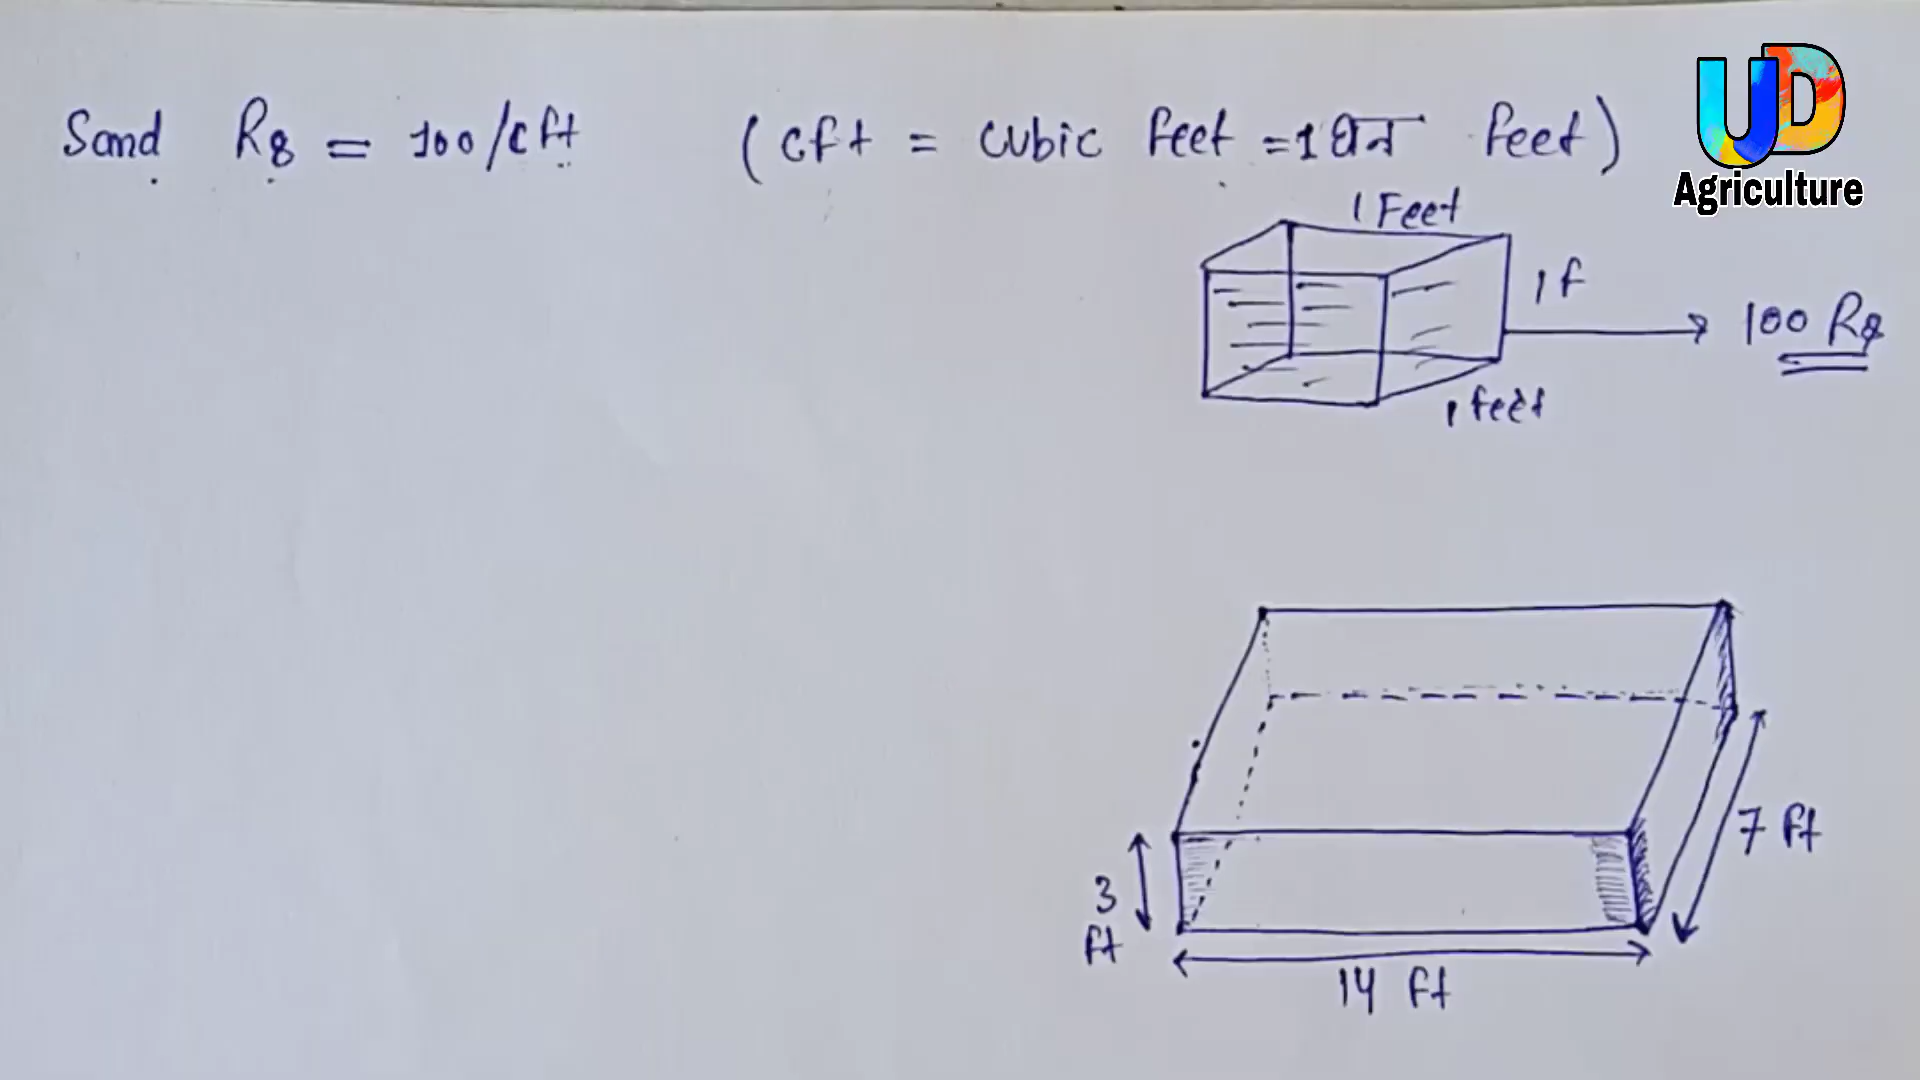 UD
Agriculture
Sand Rs = 100/cft (cft = cubic feet = 1 घन feet)
1 Feet
1 f
100 Rs
1 feet
7 ft
3
ft
14 ft